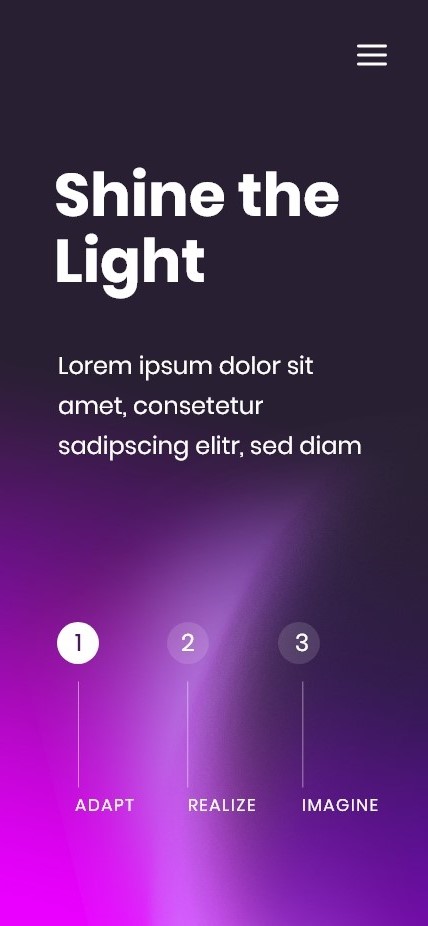 Shine the
Light
Lorem ipsum dolor sit
amet, consetetur
sadipscing elitr, sed diam
1 2 3
ADAPT REALIZE IMAGINE